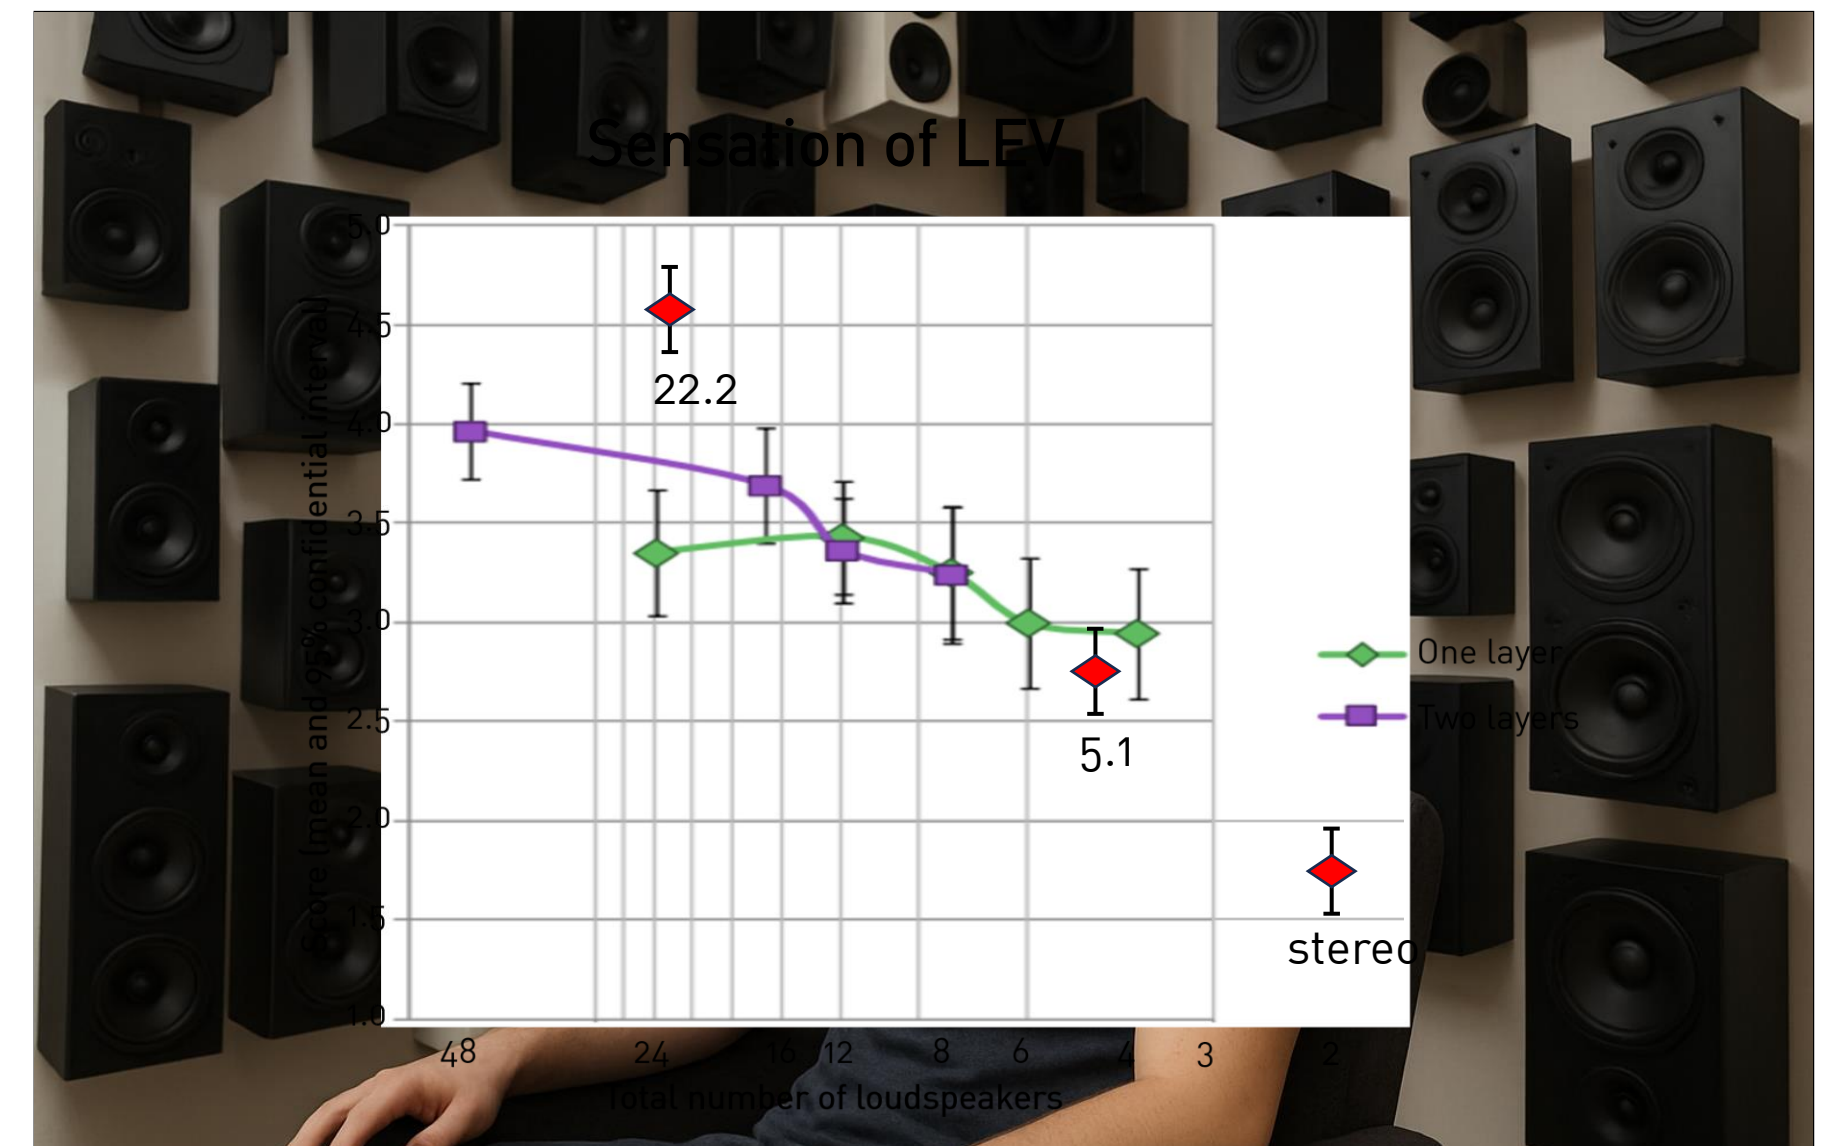 Sensation of LEV
Score (mean and 95% confidential interval)
5.0
4.5
4.0
3.5
3.0
2.5
2.0
1.5
1.0
22.2
5.1
stereo
One layer
Two layers
48 24 16 12 8 6 4 3 2
Total number of loudspeakers